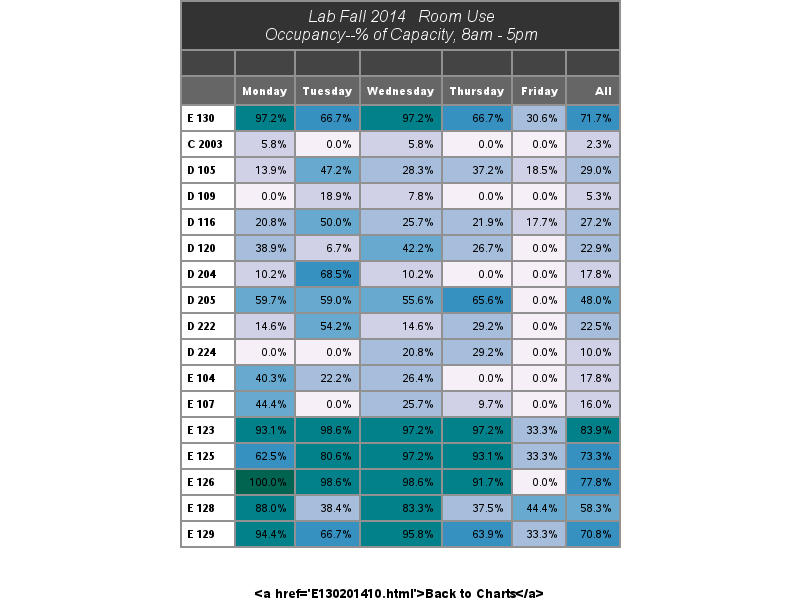 Lab Fall 2014 Room Use
Occupancy--% of Capacity, 8am - 5pm
Monday Tuesday Wednesday Thursday Friday All
E 130 97.2% 66.7% 97.2% 66.7% 30.6% 71.7%
C 2003 5.8% 0.0% 5.8% 0.0% 0.0% 2.3%
D 105 13.9% 47.2% 28.3% 37.2% 18.5% 29.0%
D 109 0.0% 18.9% 7.8% 0.0% 0.0% 5.3%
D 116 20.8% 50.0% 25.7% 21.9% 17.7% 27.2%
D 120 38.9% 6.7% 42.2% 26.7% 0.0% 22.9%
D 204 10.2% 68.5% 10.2% 0.0% 0.0% 17.8%
D 205 59.7% 59.0% 55.6% 65.6% 0.0% 48.0%
D 222 14.6% 54.2% 14.6% 29.2% 0.0% 22.5%
D 224 0.0% 0.0% 20.8% 29.2% 0.0% 10.0%
E 104 40.3% 22.2% 26.4% 0.0% 0.0% 17.8%
E 107 44.4% 0.0% 25.7% 9.7% 0.0% 16.0%
E 123 93.1% 98.6% 97.2% 97.2% 33.3% 83.9%
E 125 62.5% 80.6% 97.2% 93.1% 33.3% 73.3%
E 126 100.0% 98.6% 98.6% 91.7% 0.0% 77.8%
E 128 88.0% 38.4% 83.3% 37.5% 44.4% 58.3%
E 129 94.4% 66.7% 95.8% 63.9% 33.3% 70.8%
<a href='E130201410.html'>Back to Charts</a>